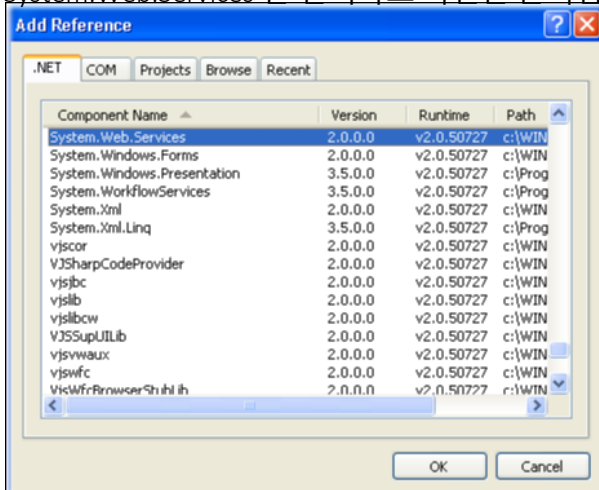 Add Reference
.NET COM Projects Browse Recent
Component Name Version Runtime Path
System.Web.Services 2.0.0.0 v2.0.50727 c:\WIN
System.Windows.Forms 2.0.0.0 v2.0.50727 c:\WIN
System.Windows.Presentation 3.5.0.0 v2.0.50727 c:\Prog
System.WorkflowServices 3.5.0.0 v2.0.50727 c:\Prog
System.Xml 2.0.0.0 v2.0.50727 c:\WIN
System.Xml.Linq 3.5.0.0 v2.0.50727 c:\Prog
vjscor 2.0.0.0 v2.0.50727 c:\WIN
VJSharpCodeProvider 2.0.0.0 v2.0.50727 c:\WIN
vjsjbc 2.0.0.0 v2.0.50727 c:\WIN
vjslib 2.0.0.0 v2.0.50727 c:\WIN
vjslibcw 2.0.0.0 v2.0.50727 c:\WIN
VJSSupUILib 2.0.0.0 v2.0.50727 c:\WIN
vjsvwaux 2.0.0.0 v2.0.50727 c:\WIN
vjswfc 2.0.0.0 v2.0.50727 c:\WIN
VjsWfcBrowserStubLib 2.0.0.0 v2.0.50727 c:\WIN
OK Cancel